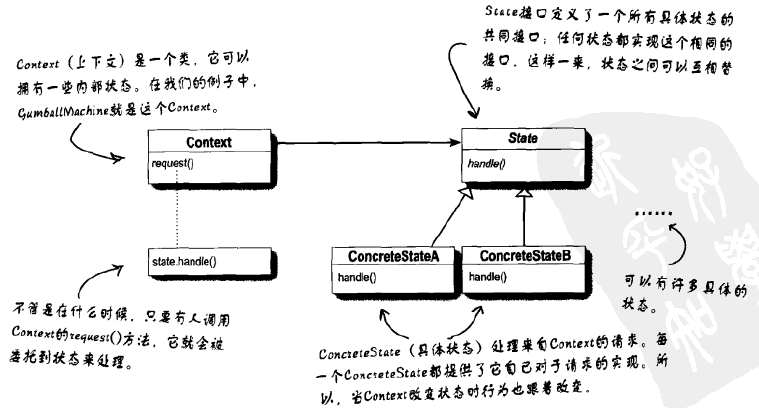 State接口定义了一个所有具体状态的
共同接口；任何状态都实现这个相同的
接口，这样一来，状态之间可以互相替
换。
Context（上下文）是一个类，它可以
拥有一些内部状态。在我们的例子中，
GumballMachine就是这个Context。
Context
request()
State
handle()
state.handle()
ConcreteStateA
handle()
ConcreteStateB
handle()
......
可以有许多具体的
状态。
不管是在什么时候，只要有人调用
Context的request()方法，它就会被
委托到状态来处理。
ConcreteState（具体状态）处理来自Context的请求。每
一个ConcreteState都提供了它自己对于请求的实现。所
以，当Context改变状态时行为也跟着改变。